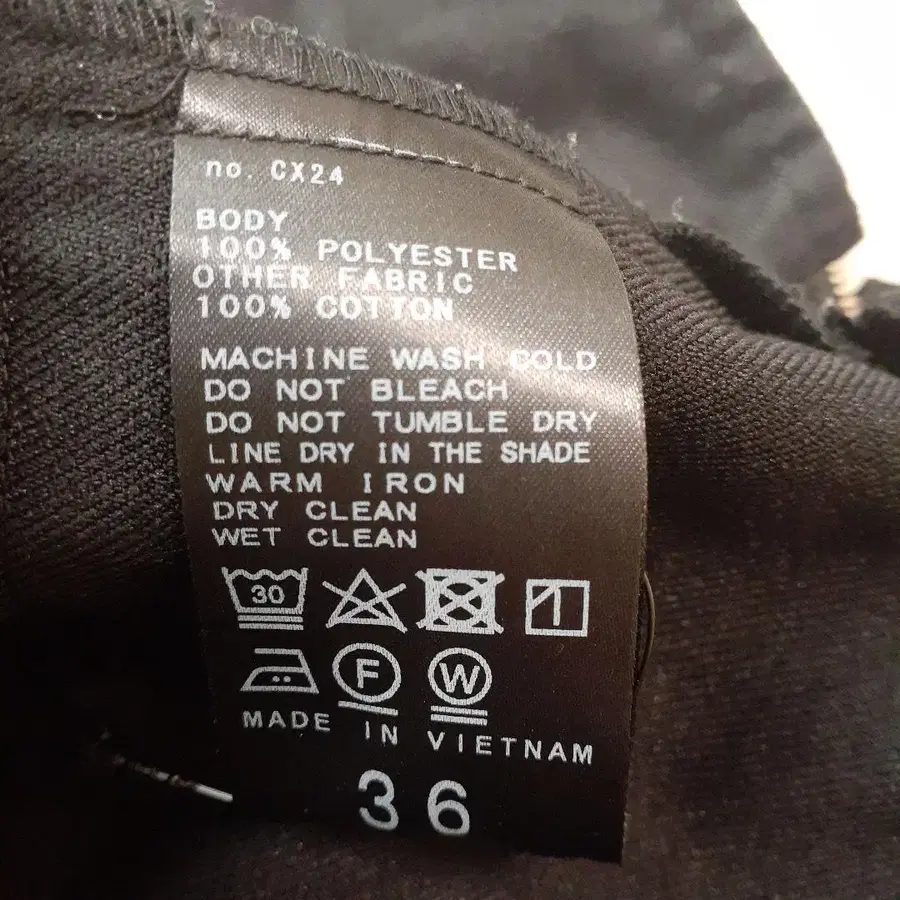 no. CX24
BODY
100% POLYESTER
OTHER FABRIC
100% COTTON
MACHINE WASH COLD
DO NOT BLEACH
DO NOT TUMBLE DRY
LINE DRY IN THE SHADE
WARM IRON
DRY CLEAN
WET CLEAN
30
F W
MADE IN VIETNAM
36